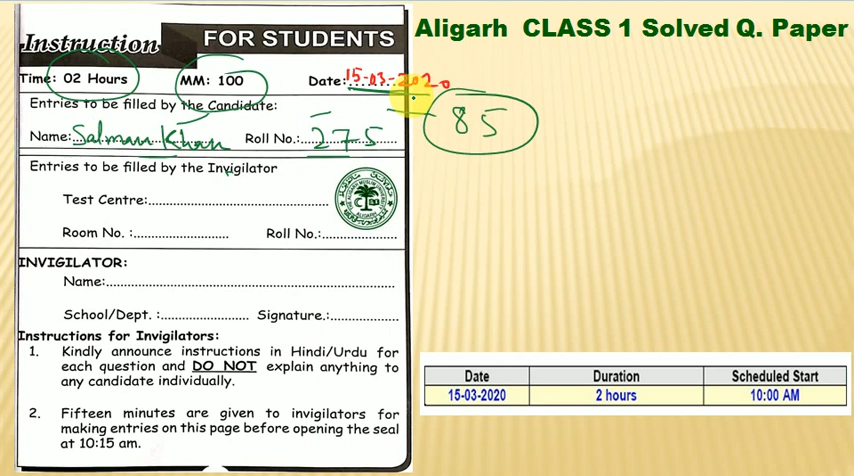 Aligarh CLASS 1 Solved Q. Paper
Instruction FOR STUDENTS
Time: 02 Hours MM: 100 Date:15-03-2020
Entries to be filled by the Candidate:
85
Name:Salman Khan Roll No.:275
Entries to be filled by the Invigilator
Test Centre:
Room No. : Roll No.:
INVIGILATOR:
Name:
School/Dept. : Signature.:
Instructions for Invigilators:
1. Kindly announce instructions in Hindi/Urdu for
each question and DO NOT explain anything to
any candidate individually.
2. Fifteen minutes are given to invigilators for
making entries on this page before opening the seal
at 10:15 am.
Date Duration Scheduled Start
15-03-2020 2 hours 10:00 AM